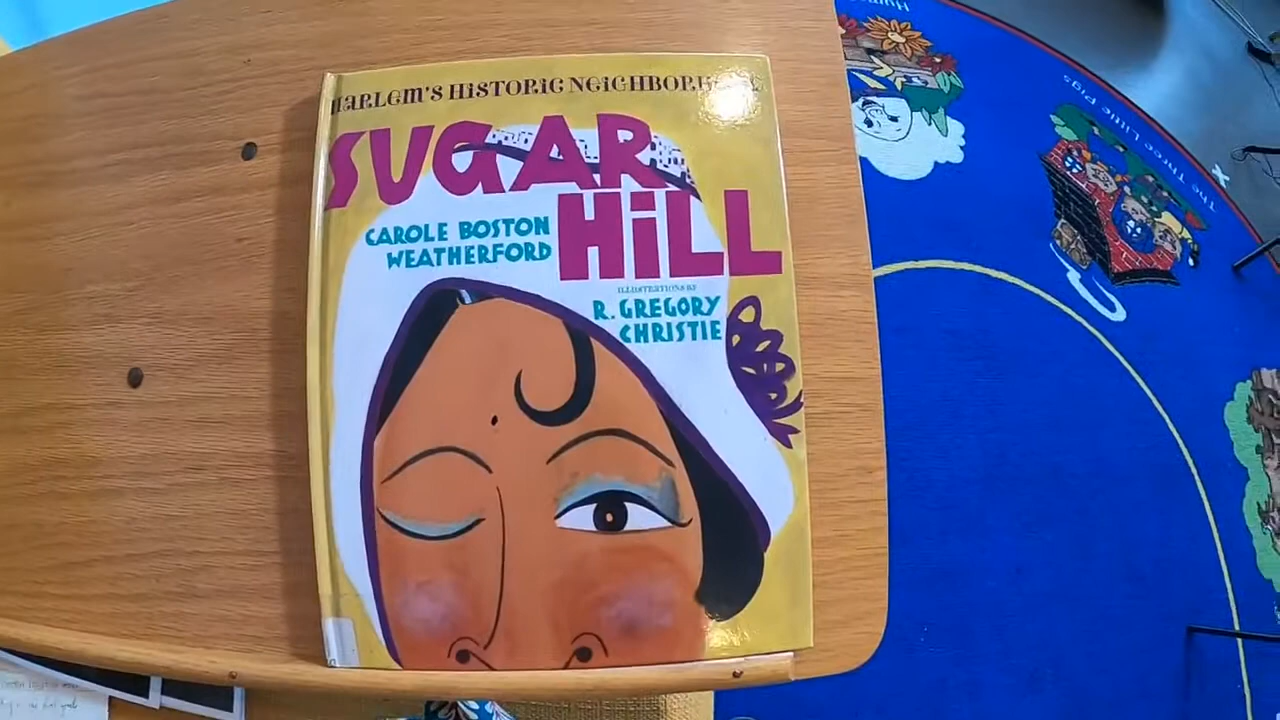 HARLEM'S HISTORIC NEIGHBORHOOD
SUGAR
HILL
CAROLE BOSTON
WEATHERFORD
ILLUSTRATIONS BY
R. GREGORY
CHRISTIE
The Three Little Pigs